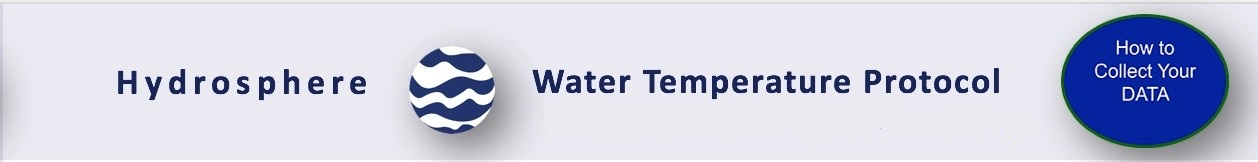 Hydrosphere
Water Temperature Protocol
How to
Collect Your
DATA